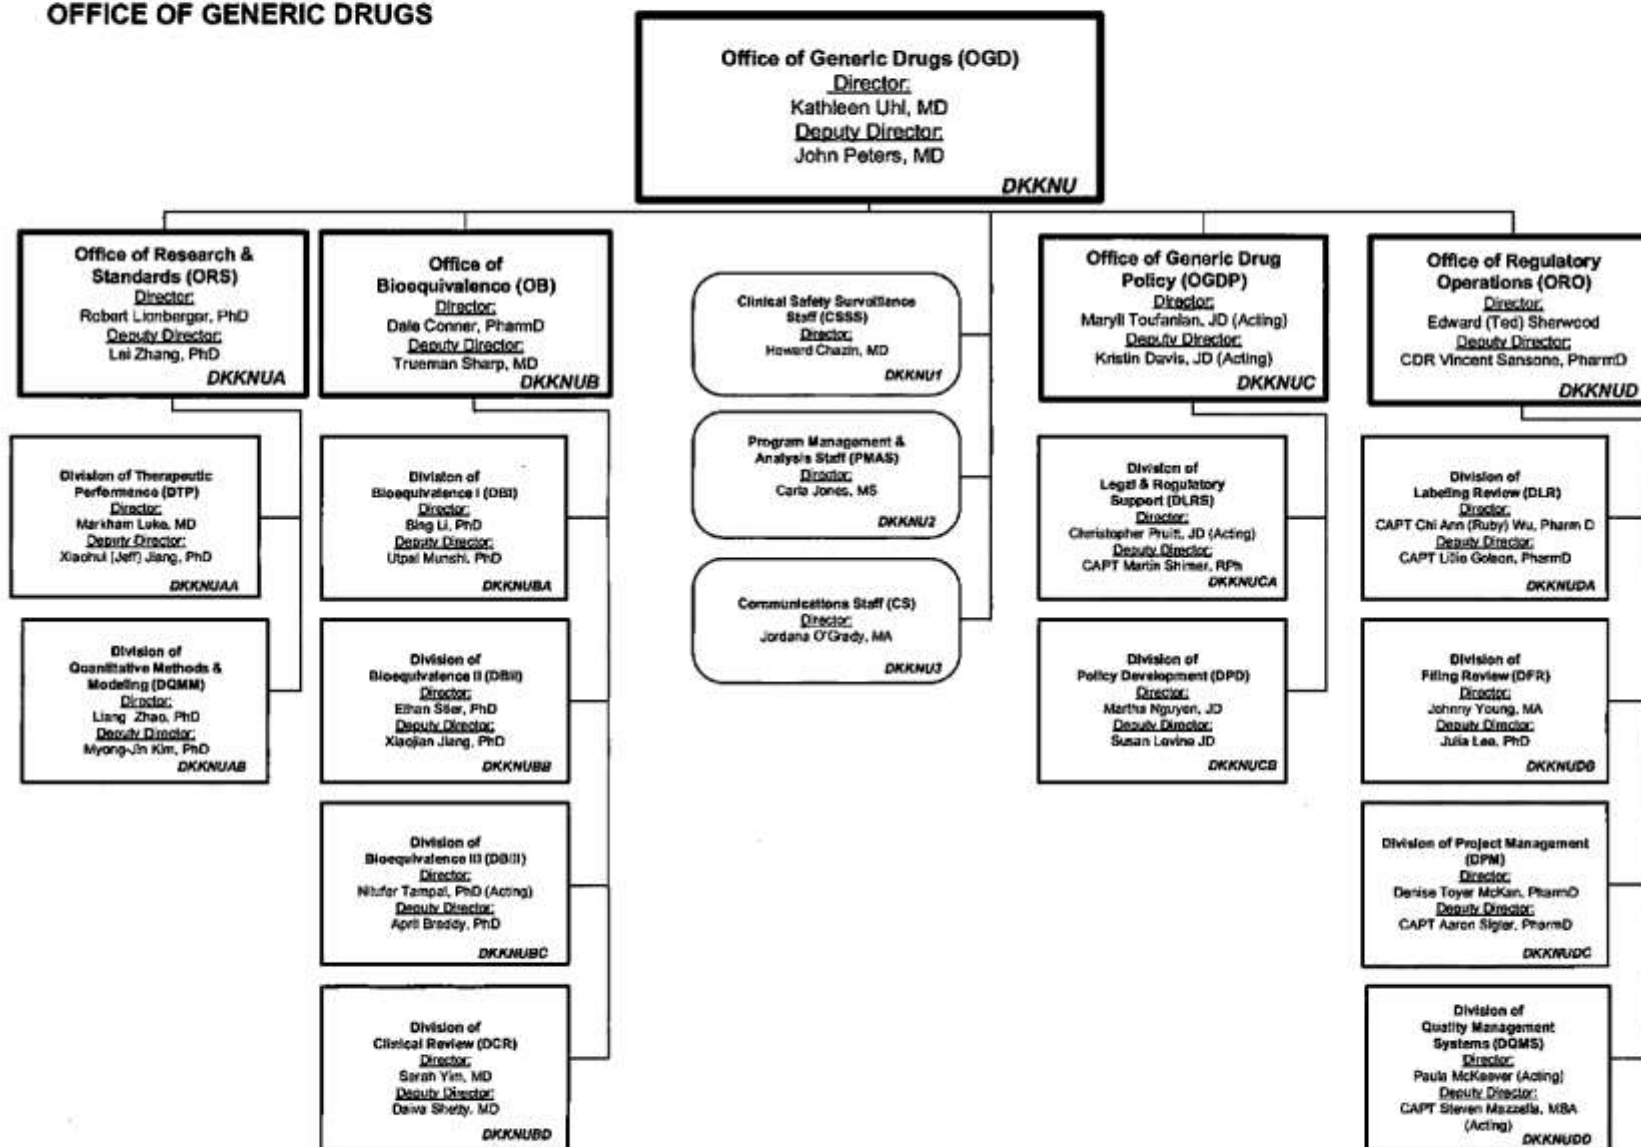 OFFICE OF GENERIC DRUGS
Office of Generic Drugs (OGD)
Director:
Kathleen Uhl, MD
Deputy Director:
John Peters, MD
DKKNU
Office of Research &
Standards (ORS)
Director:
Robert Lionberger, PhD
Deputy Director:
Lei Zhang, PhD
DKKNUA
Office of
Bioequivalence (OB)
Director:
Dale Conner, PharmD
Deputy Director:
Trueman Sharp, MD
DKKNUB
Clinical Safety Surveillance
Staff (CSSS)
Director:
Howard Chazin, MD
DKKNU1
Program Management &
Analysis Staff (PMAS)
Director:
Carla Jones, MS
DKKNU2
Communications Staff (CS)
Director:
Jordana O'Grady, MA
DKKNU3
Office of Generic Drug
Policy (OGDP)
Director:
Maryll Toufanian, JD (Acting)
Deputy Director:
Kristin Davis, JD (Acting)
DKKNUC
Office of Regulatory
Operations (ORO)
Director:
Edward (Ted) Sherwood
Deputy Director:
CDR Vincent Sansone, PharmD
DKKNUD
Division of Therapeutic
Performance (DTP)
Director:
Markham Luke, MD
Deputy Director:
Xiaohui (Jeff) Jiang, PhD
DKKNUAA
Division of
Quantitative Methods &
Modeling (DQMM)
Director:
Liang Zhao, PhD
Deputy Director:
Myong-Jin Kim, PhD
DKKNUAB
Division of
Bioequivalence I (DBI)
Director:
Bing Li, PhD
Deputy Director:
Utpal Munshi, PhD
DKKNUBA
Division of
Bioequivalence II (DBII)
Director:
Ethan Stier, PhD
Deputy Director:
Xiaojian Jiang, PhD
DKKNUBB
Division of
Bioequivalence III (DBIII)
Director:
Nilufer Tampal, PhD (Acting)
Deputy Director:
April Braddy, PhD
DKKNUBC
Division of
Clinical Review (DCR)
Director:
Sarah Yim, MD
Deputy Director:
Daiva Shetty, MD
DKKNUBD
Division of
Legal & Regulatory
Support (DLRS)
Director:
Christopher Pruitt, JD (Acting)
Deputy Director:
CAPT Martin Shimer, RPh
DKKNUCA
Division of
Policy Development (DPD)
Director:
Martha Nguyen, JD
Deputy Director:
Susan Levine JD
DKKNUCB
Division of
Labeling Review (DLR)
Director:
CAPT Chi Ann (Ruby) Wu, Pharm D
Deputy Director:
CAPT Lillie Golson, PharmD
DKKNUDA
Division of
Filing Review (DFR)
Director:
Johnny Young, MA
Deputy Director:
Julia Lee, PhD
DKKNUDB
Division of Project Management
(DPM)
Director:
Denise Toyer McKan, PharmD
Deputy Director:
CAPT Aaron Sigler, PharmD
DKKNUDC
Division of
Quality Management
Systems (DQMS)
Director:
Paula McKeever (Acting)
Deputy Director:
CAPT Steven Mazzella, MBA
(Acting)
DKKNUDD